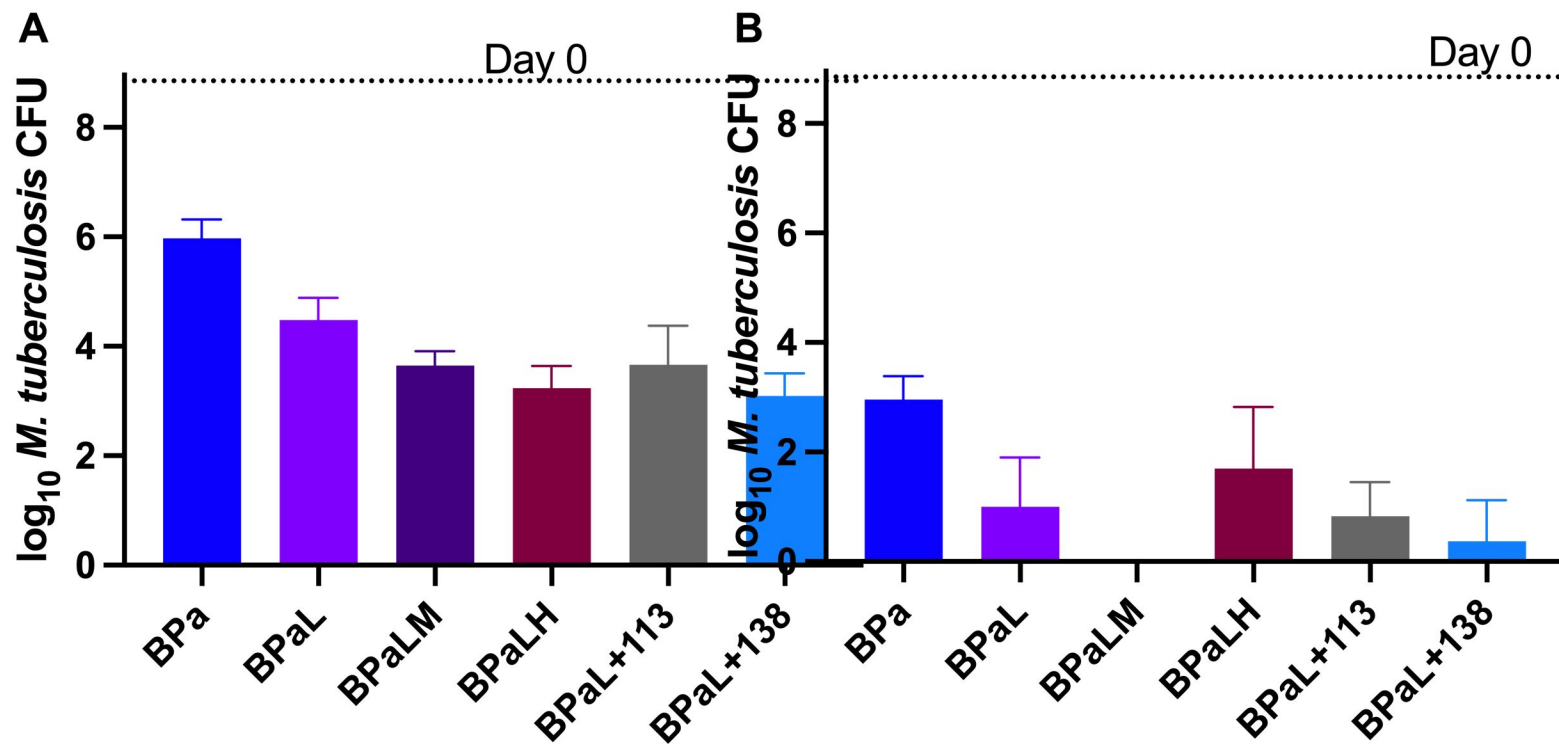 A
Day 0
log10 M. tuberculosis CFU
8
6
4
2
0
BPa
BPaL
BPaLM
BPaLH
BPaL+113
BPaL+138
B
Day 0
log10 M. tuberculosis CFU
8
6
4
2
0
BPa
BPaL
BPaLM
BPaLH
BPaL+113
BPaL+138